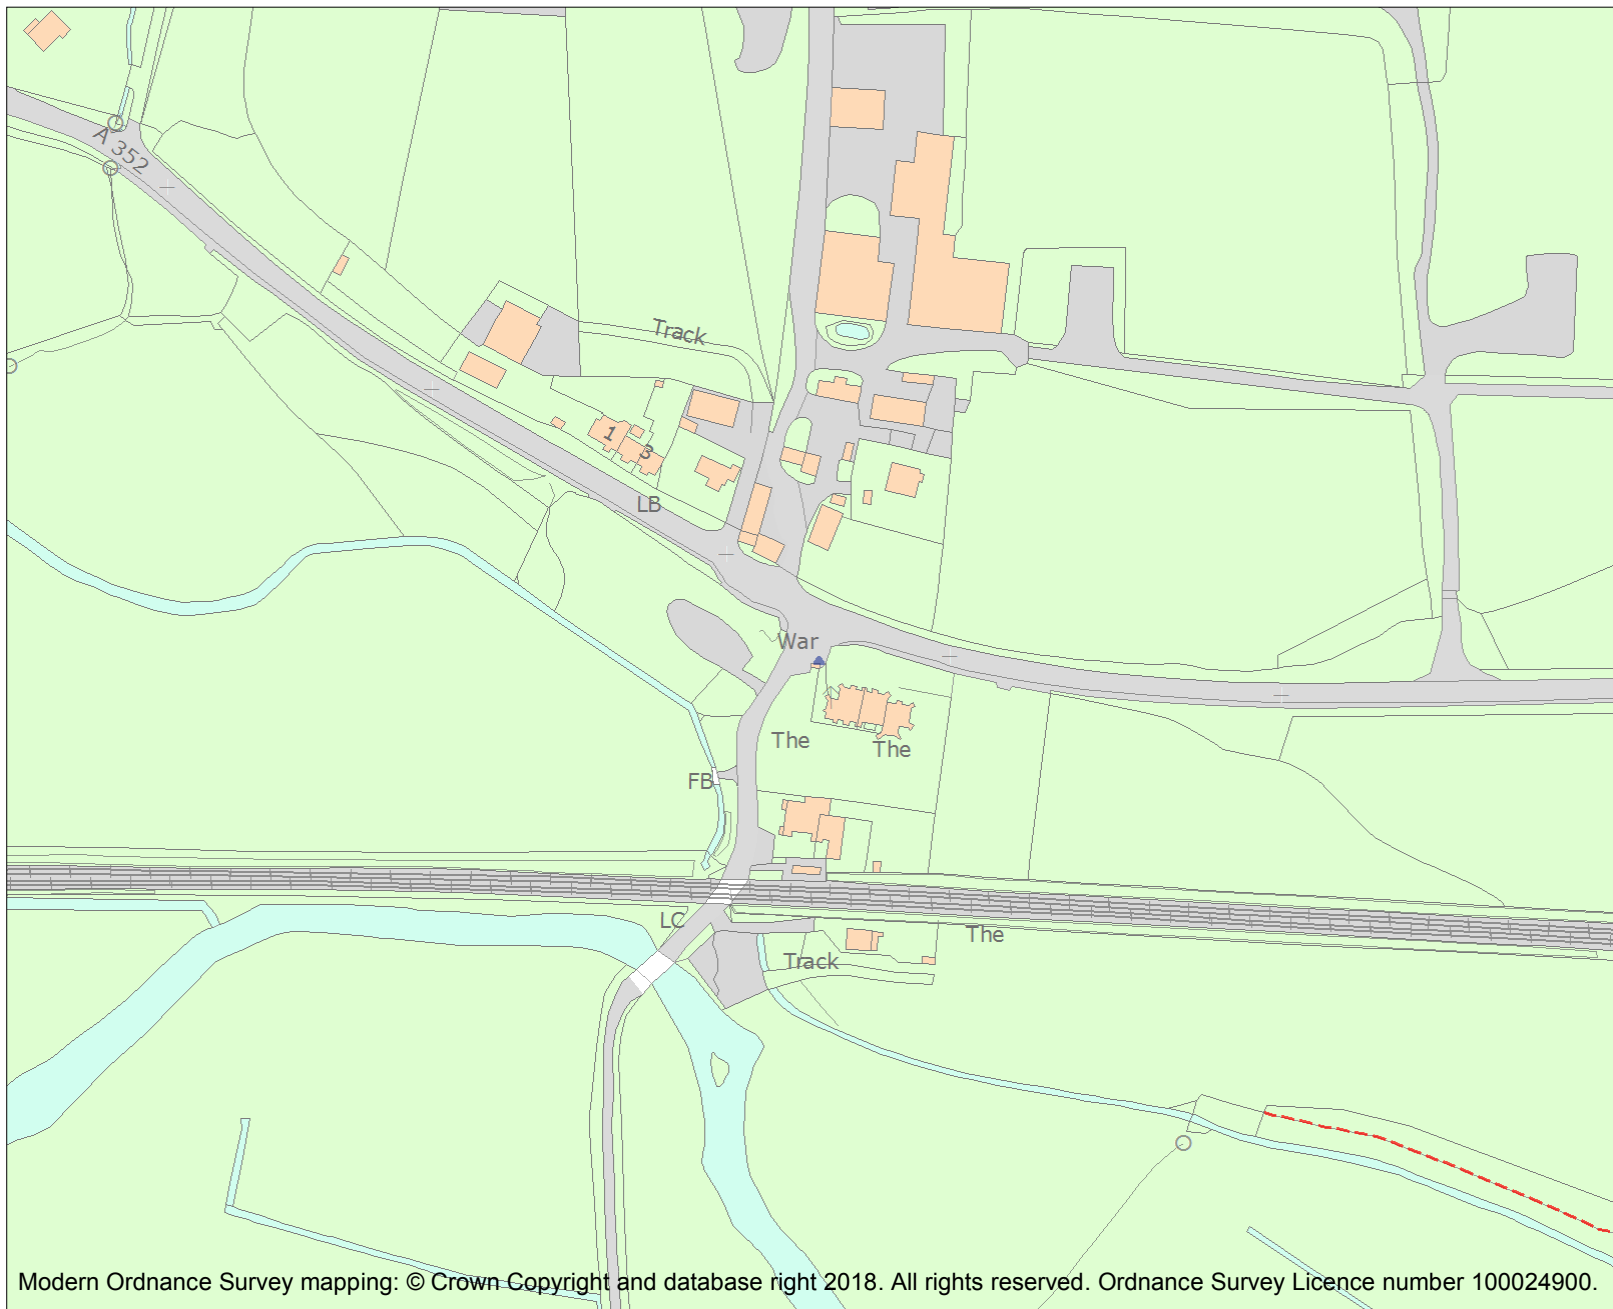 A 352
Track
1
3
LB
War
The
The
FB
LC
The
Track
Modern Ordnance Survey mapping: © Crown Copyright and database right 2018. All rights reserved. Ordnance Survey Licence number 100024900.